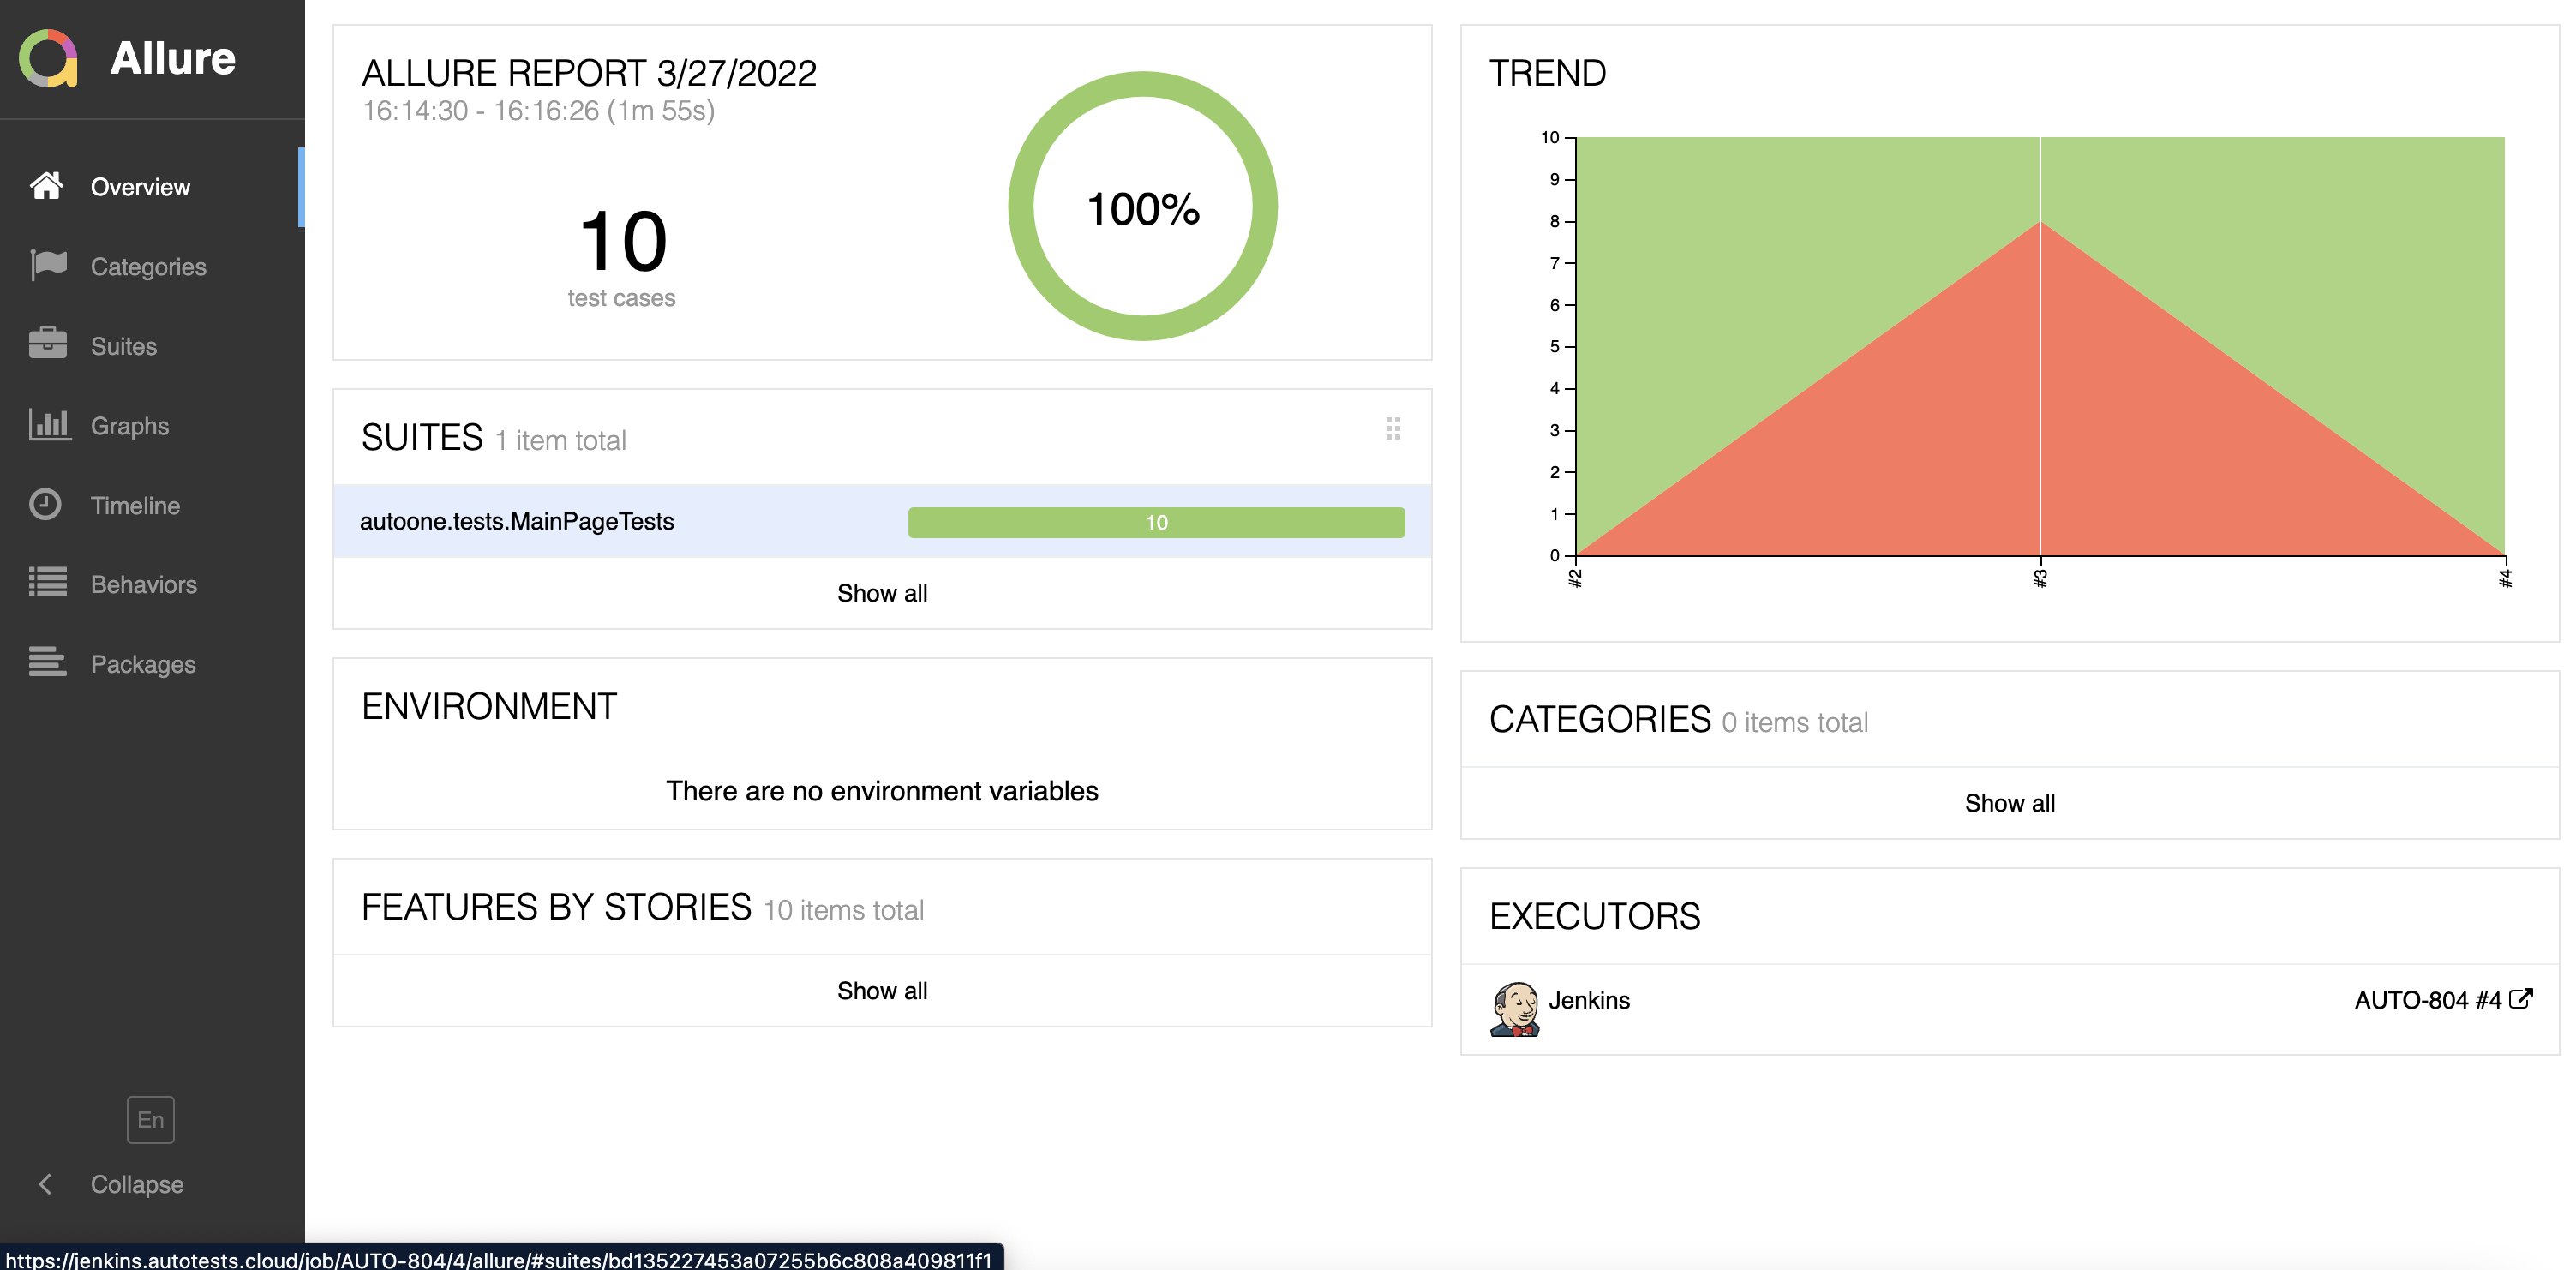 Allure
Overview
Categories
Suites
Graphs
Timeline
Behaviors
Packages
En
Collapse
ALLURE REPORT 3/27/2022
16:14:30 - 16:16:26 (1m 55s)
10
test cases
100%
SUITES 1 item total
autoone.tests.MainPageTests 10
Show all
ENVIRONMENT
There are no environment variables
FEATURES BY STORIES 10 items total
Show all
TREND
10
9
8
7
6
5
4
3
2
1
0
#2
#3
#4
CATEGORIES 0 items total
Show all
EXECUTORS
Jenkins AUTO-804 #4
https://jenkins.autotests.cloud/job/AUTO-804/4/allure/#suites/bd135227453a07255b6c808a409811f1